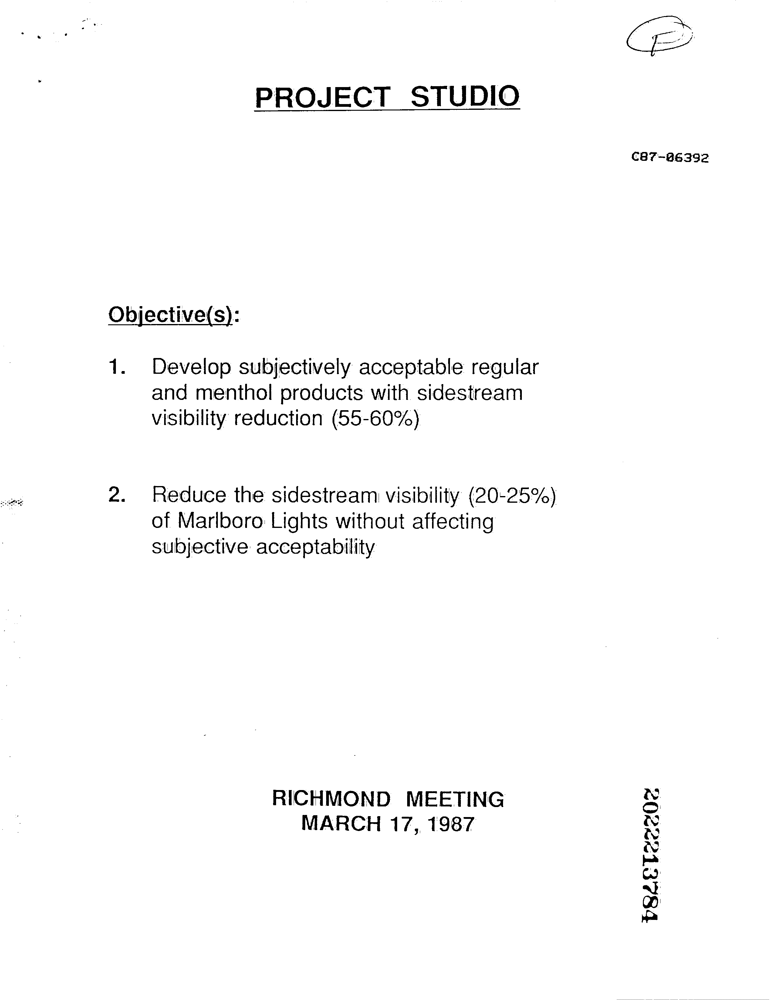 F
PROJECT STUDIO
C87-06392
Objective(s):
1. Develop subjectively acceptable regular
and menthol products with sidestream
visibility reduction (55-60%)
2. Reduce the sidestream visibility (20-25%)
of Marlboro Lights without affecting
subjective acceptability
RICHMOND MEETING
MARCH 17, 1987
2022213784